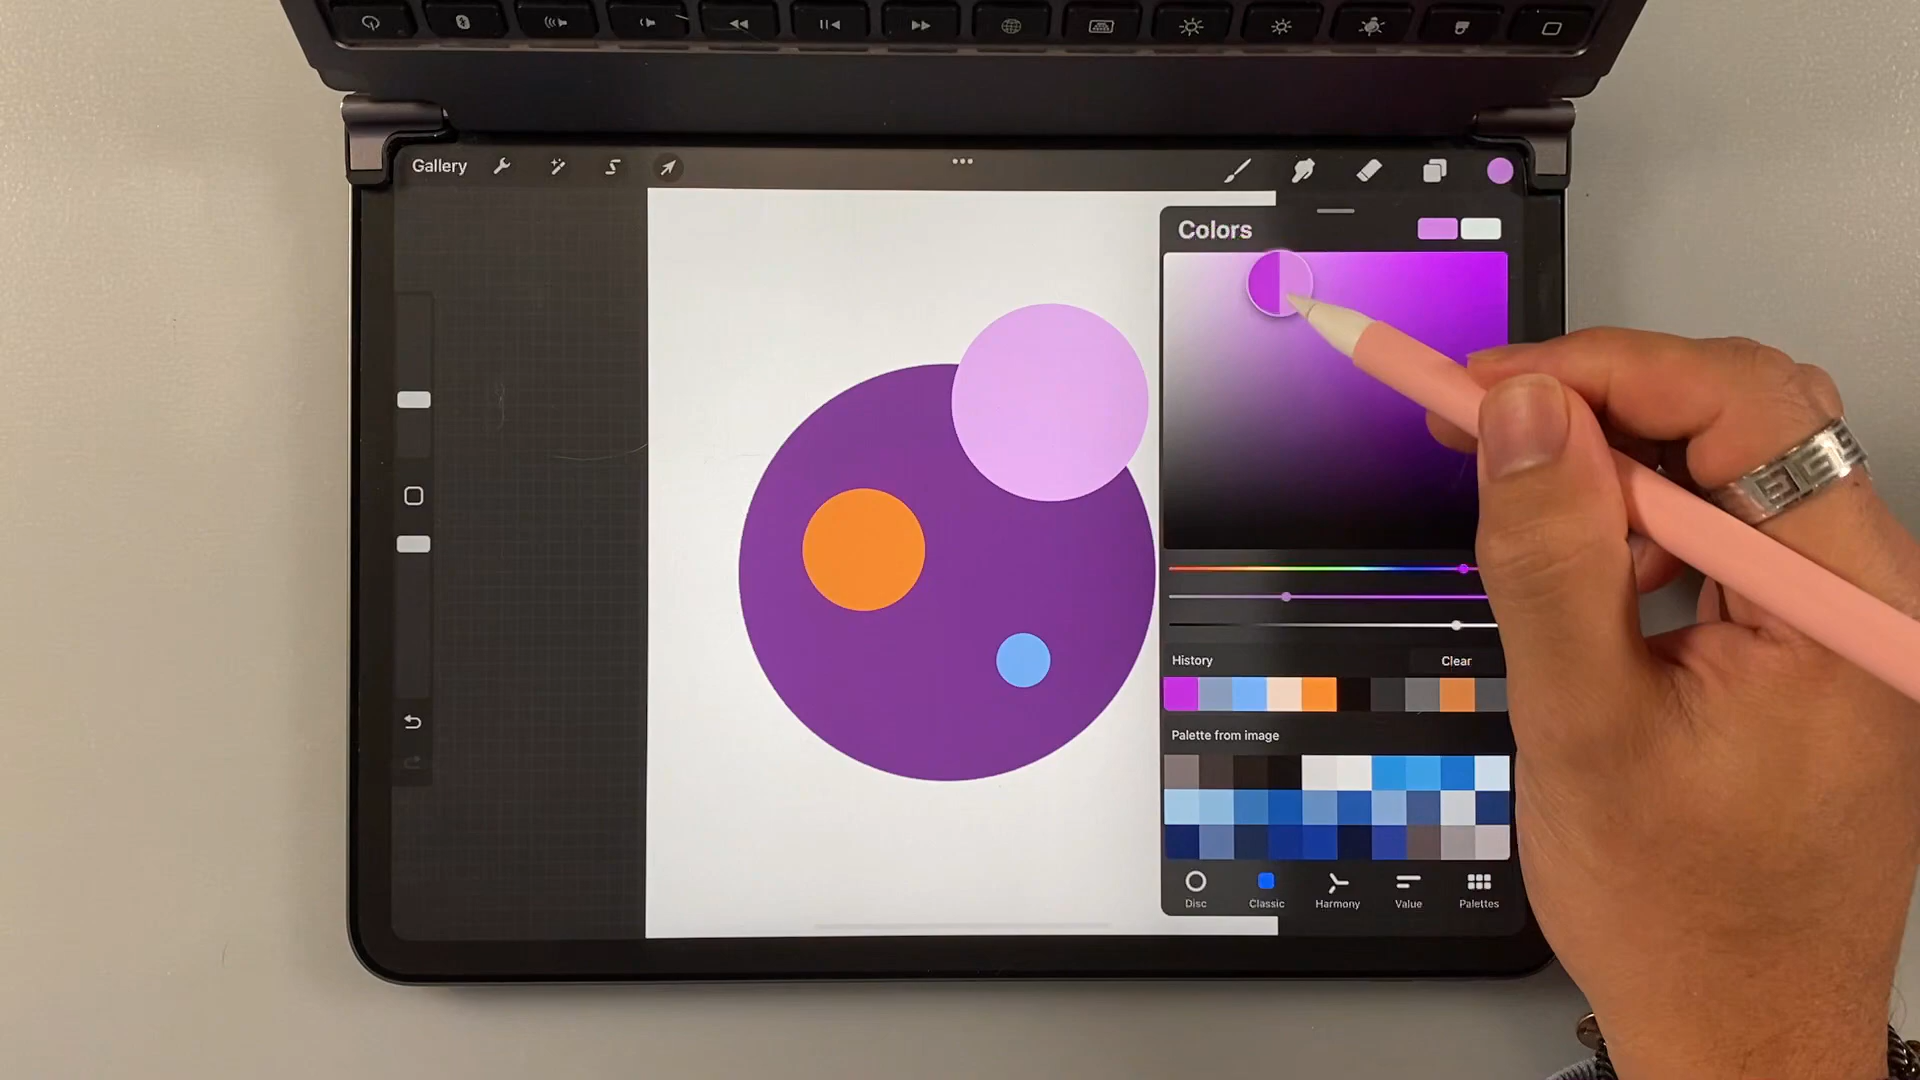 Gallery
Colors
History
Clear
Palette from image
Disc
Classic
Harmony
Value
Palettes